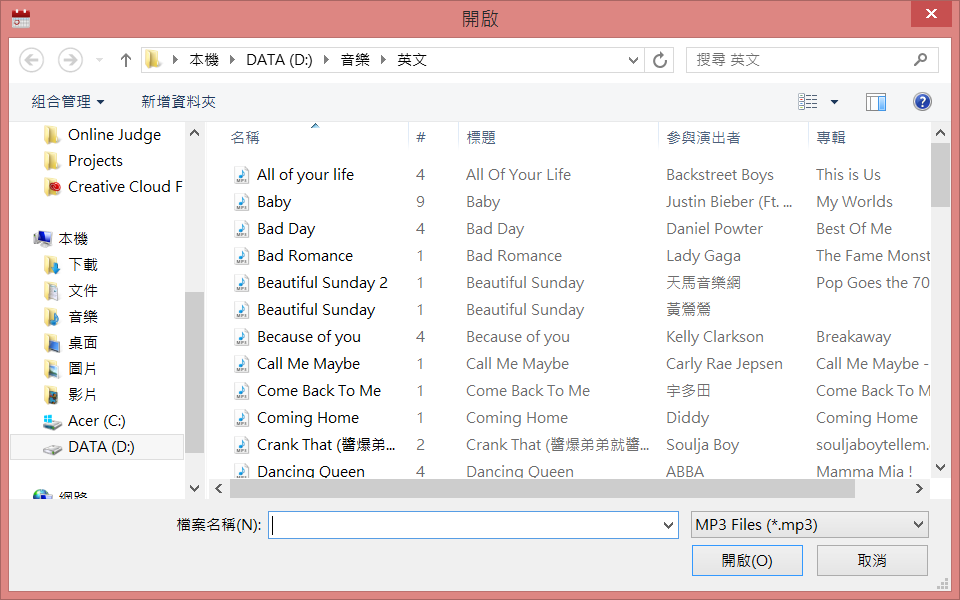 開啟
本機 DATA (D:) 音樂 英文
搜尋 英文
組合管理 新增資料夾
Online Judge
Projects
Creative Cloud F
本機
下載
文件
音樂
桌面
圖片
影片
Acer (C:)
DATA (D:)
網路
名稱 # 標題 參與演出者 專輯
All of your life 4 All Of Your Life Backstreet Boys This is Us
Baby 9 Baby Justin Bieber (Ft. ... My Worlds
Bad Day 4 Bad Day Daniel Powter Best Of Me
Bad Romance 1 Bad Romance Lady Gaga The Fame Monst
Beautiful Sunday 2 1 Beautiful Sunday 天馬音樂網 Pop Goes the 70
Beautiful Sunday 1 Beautiful Sunday 黃鶯鶯
Because of you 4 Because of you Kelly Clarkson Breakaway
Call Me Maybe 1 Call Me Maybe Carly Rae Jepsen Call Me Maybe -
Come Back To Me 1 Come Back To Me 宇多田 Come Back To M
Coming Home 1 Coming Home Diddy Coming Home
Crank That (醬爆弟... 2 Crank That (醬爆弟弟就醬... Soulja Boy souljaboytellem.
Dancing Queen 4 Dancing Queen ABBA Mamma Mia !
檔案名稱(N): MP3 Files (*.mp3)
開啟(O) 取消